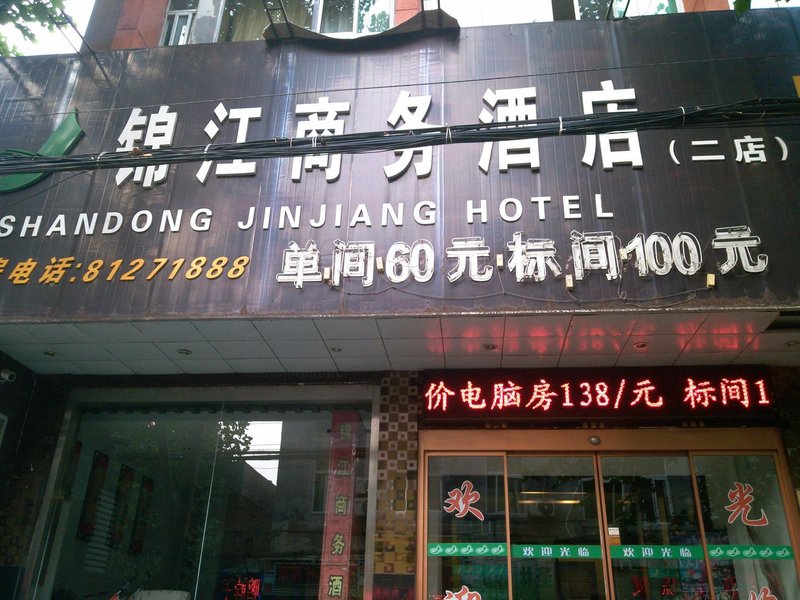 锦江商务酒店(二店)
SHANDONG JINJIANG HOTEL
电话:81271888 单间60元 标间100元
价电脑房138/元 标间1
锦江商务酒
欢 光
欢迎光临 欢迎光临
迎 临